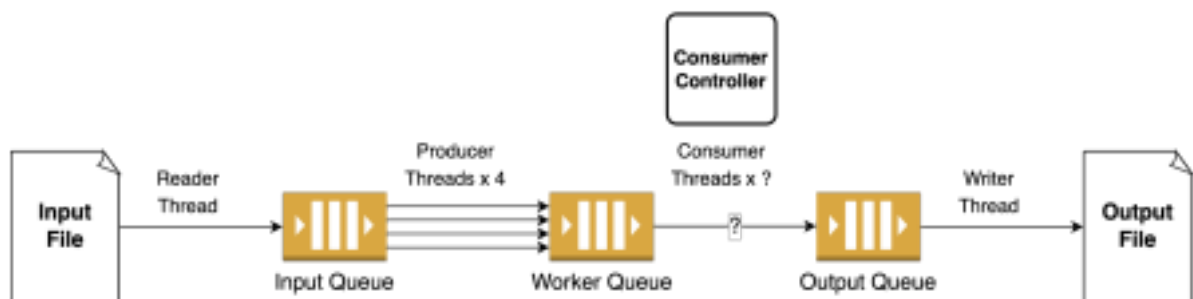 Consumer
Controller
Producer
Threads x 4
Consumer
Threads x ?
Reader
Thread
Writer
Thread
Input
File
Output
File
?
Input Queue
Worker Queue
Output Queue